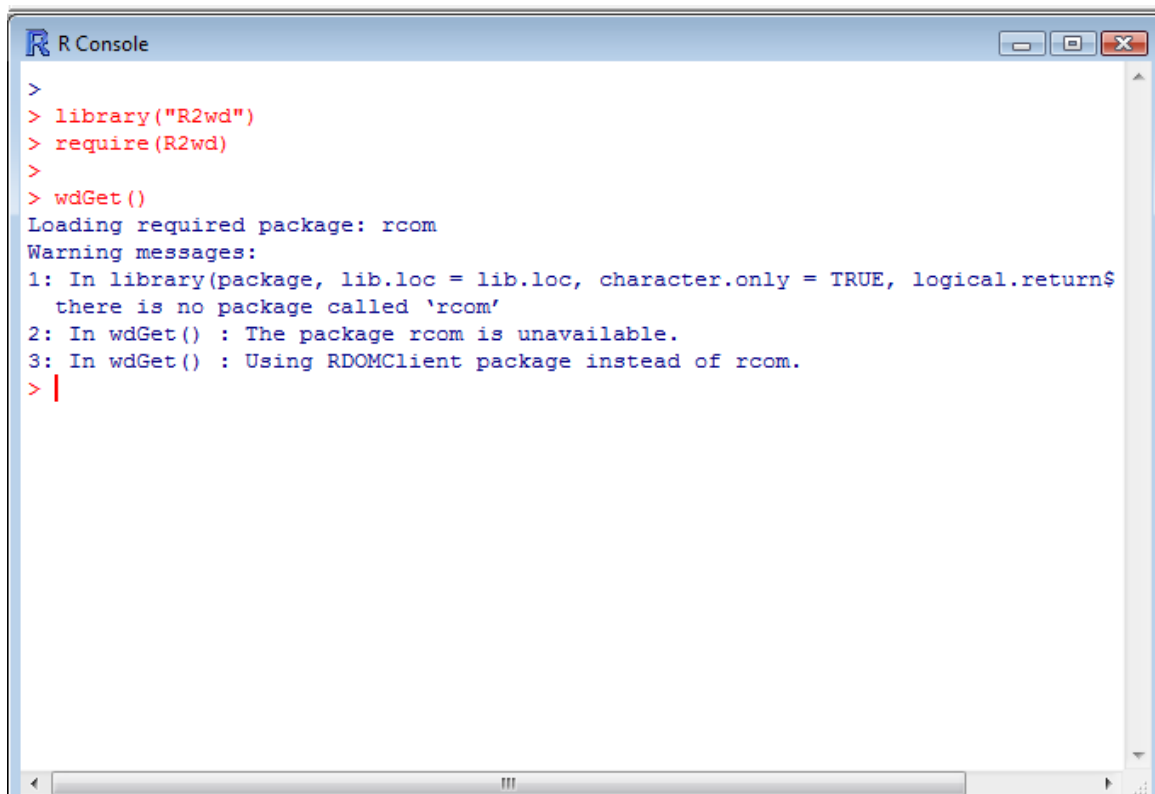 R Console
>
> library("R2wd")
> require(R2wd)
>
> wdGet()
Loading required package: rcom
Warning messages:
1: In library(package, lib.loc = lib.loc, character.only = TRUE, logical.return$
  there is no package called ‘rcom’
2: In wdGet() : The package rcom is unavailable.
3: In wdGet() : Using RDOMClient package instead of rcom.
>